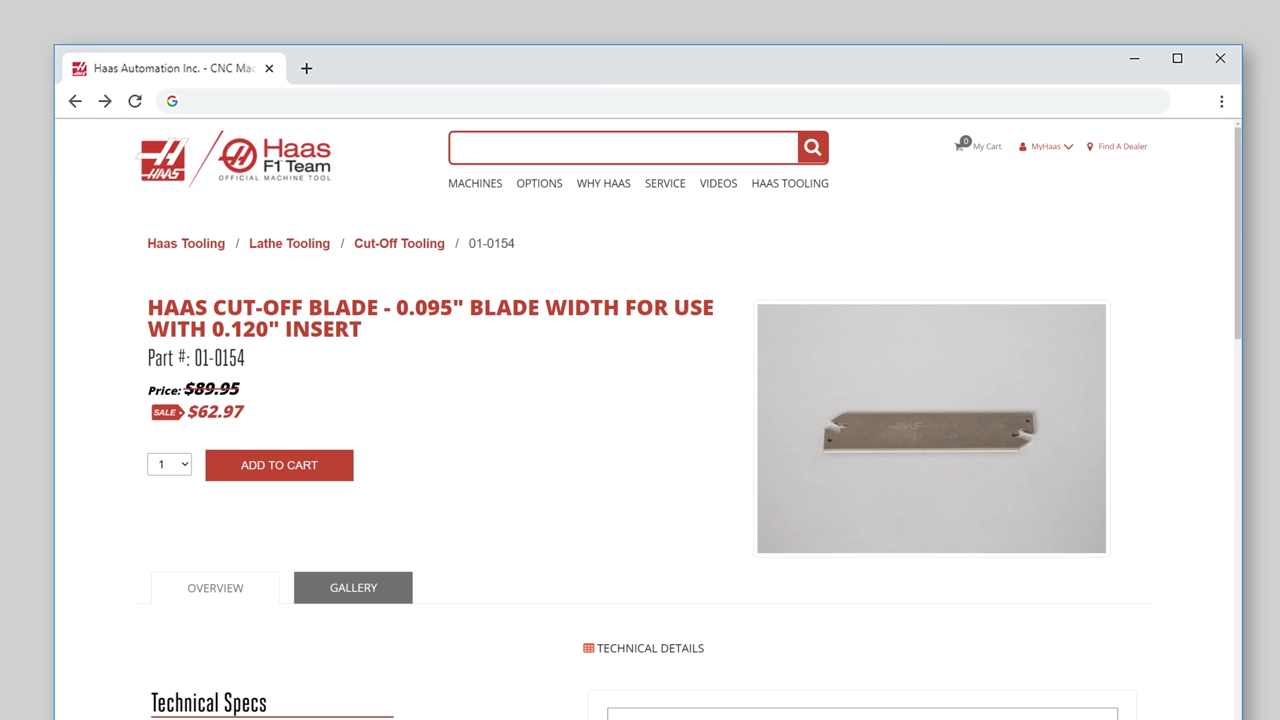 Haas Automation Inc. - CNC Mac
HAAS
Haas
F1 Team
OFFICIAL MACHINE TOOL
0 My Cart
MyHaas
Find A Dealer
MACHINES OPTIONS WHY HAAS SERVICE VIDEOS HAAS TOOLING
Haas Tooling / Lathe Tooling / Cut-Off Tooling / 01-0154
HAAS CUT-OFF BLADE - 0.095" BLADE WIDTH FOR USE
WITH 0.120" INSERT
Part #: 01-0154
Price: $89.95
SALE $62.97
1
ADD TO CART
OVERVIEW
GALLERY
TECHNICAL DETAILS
Technical Specs